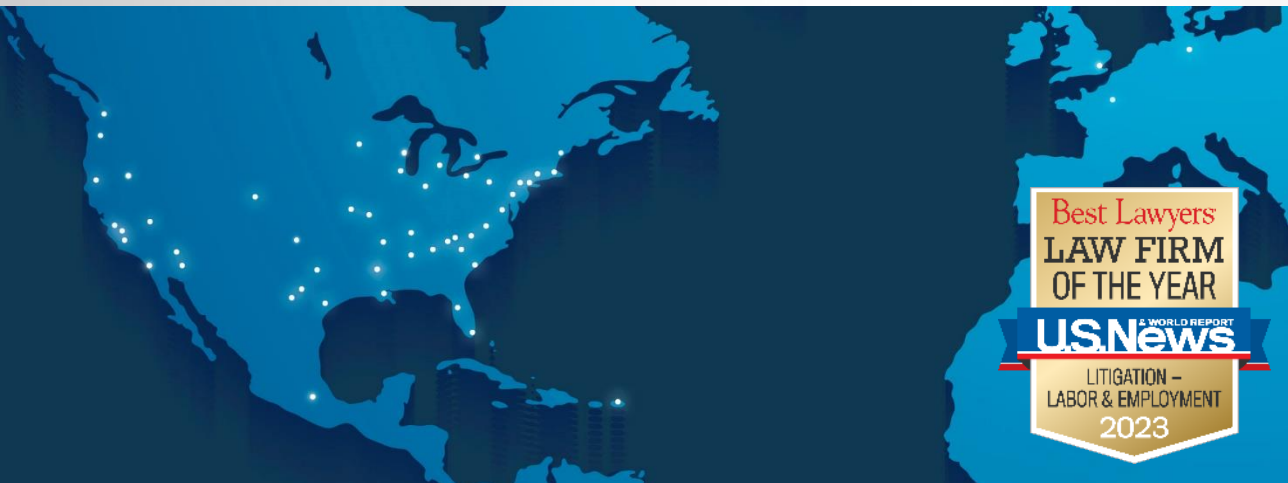 Best Lawyers
LAW FIRM
OF THE YEAR
U.S.News & WORLD REPORT
LITIGATION –
LABOR & EMPLOYMENT
2023